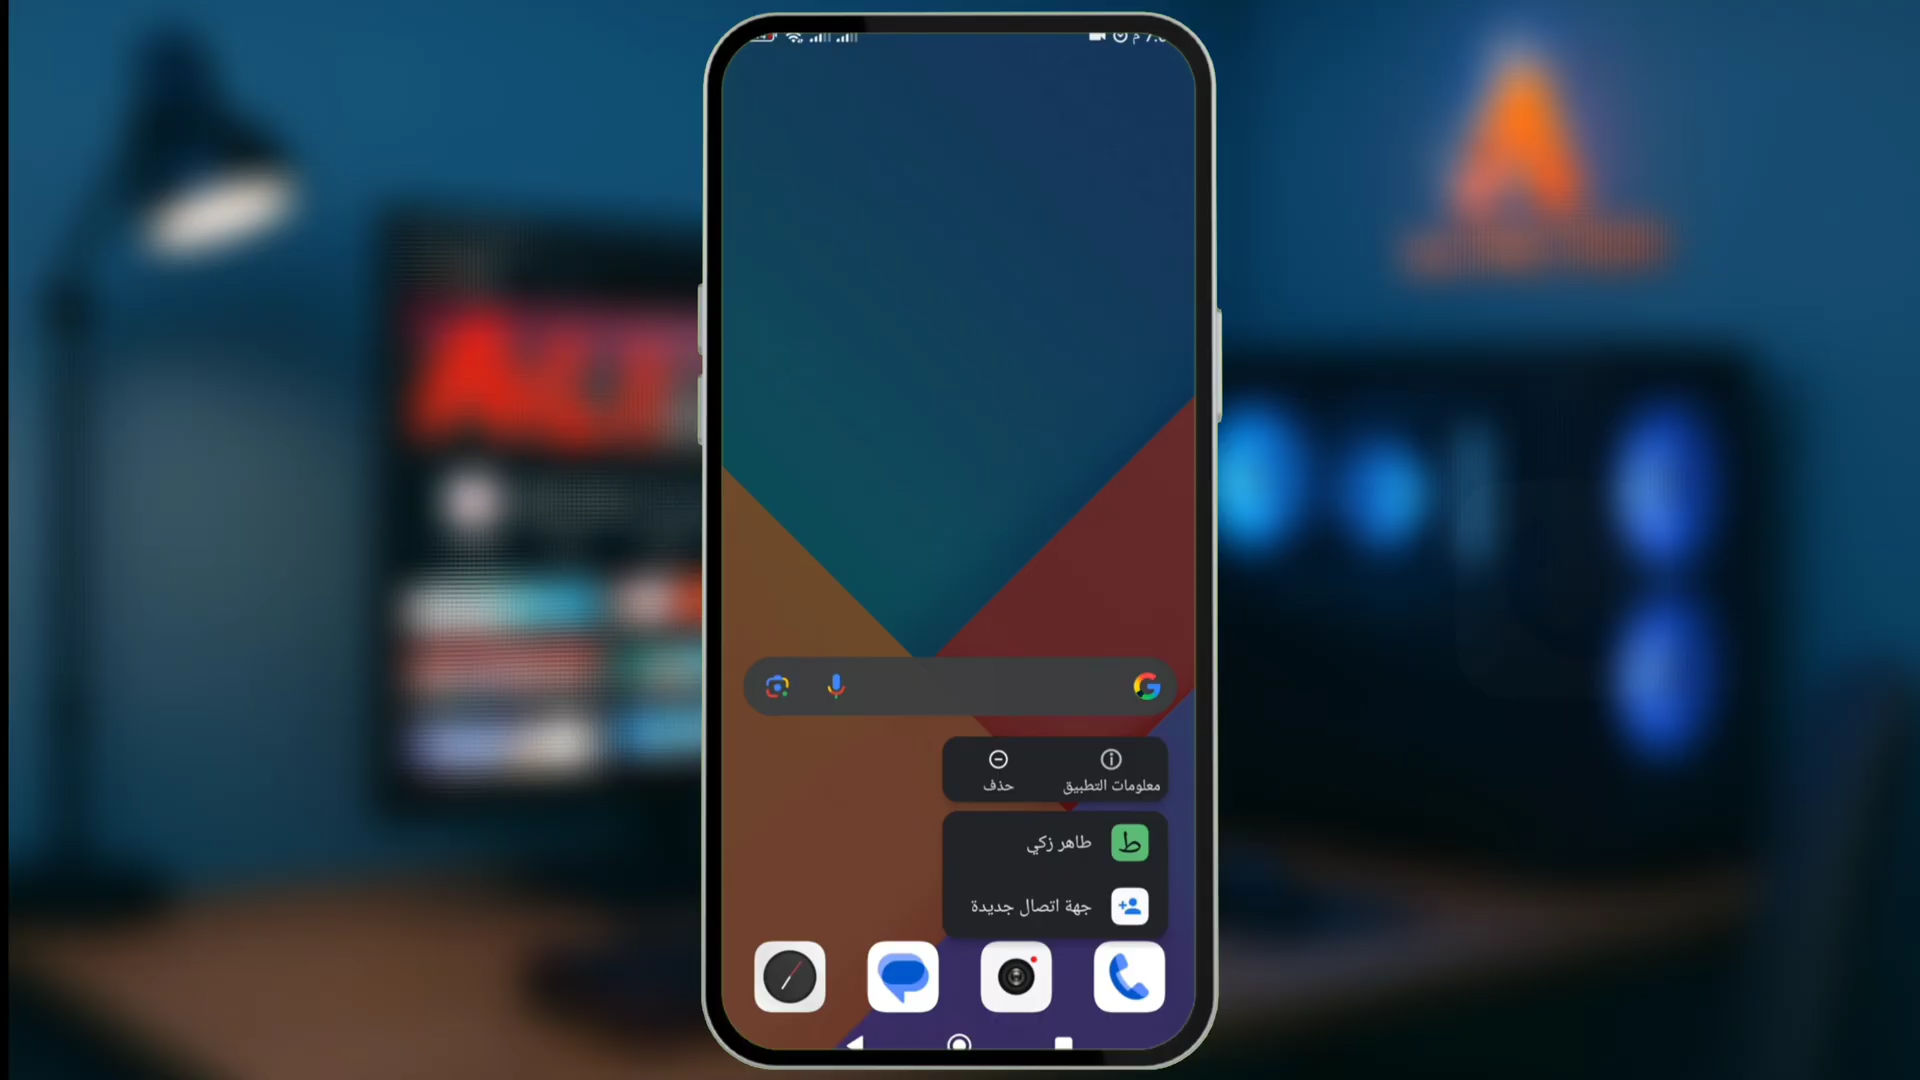 معلومات التطبيق
حذف
طاهر زكي
ط
جهة اتصال جديدة